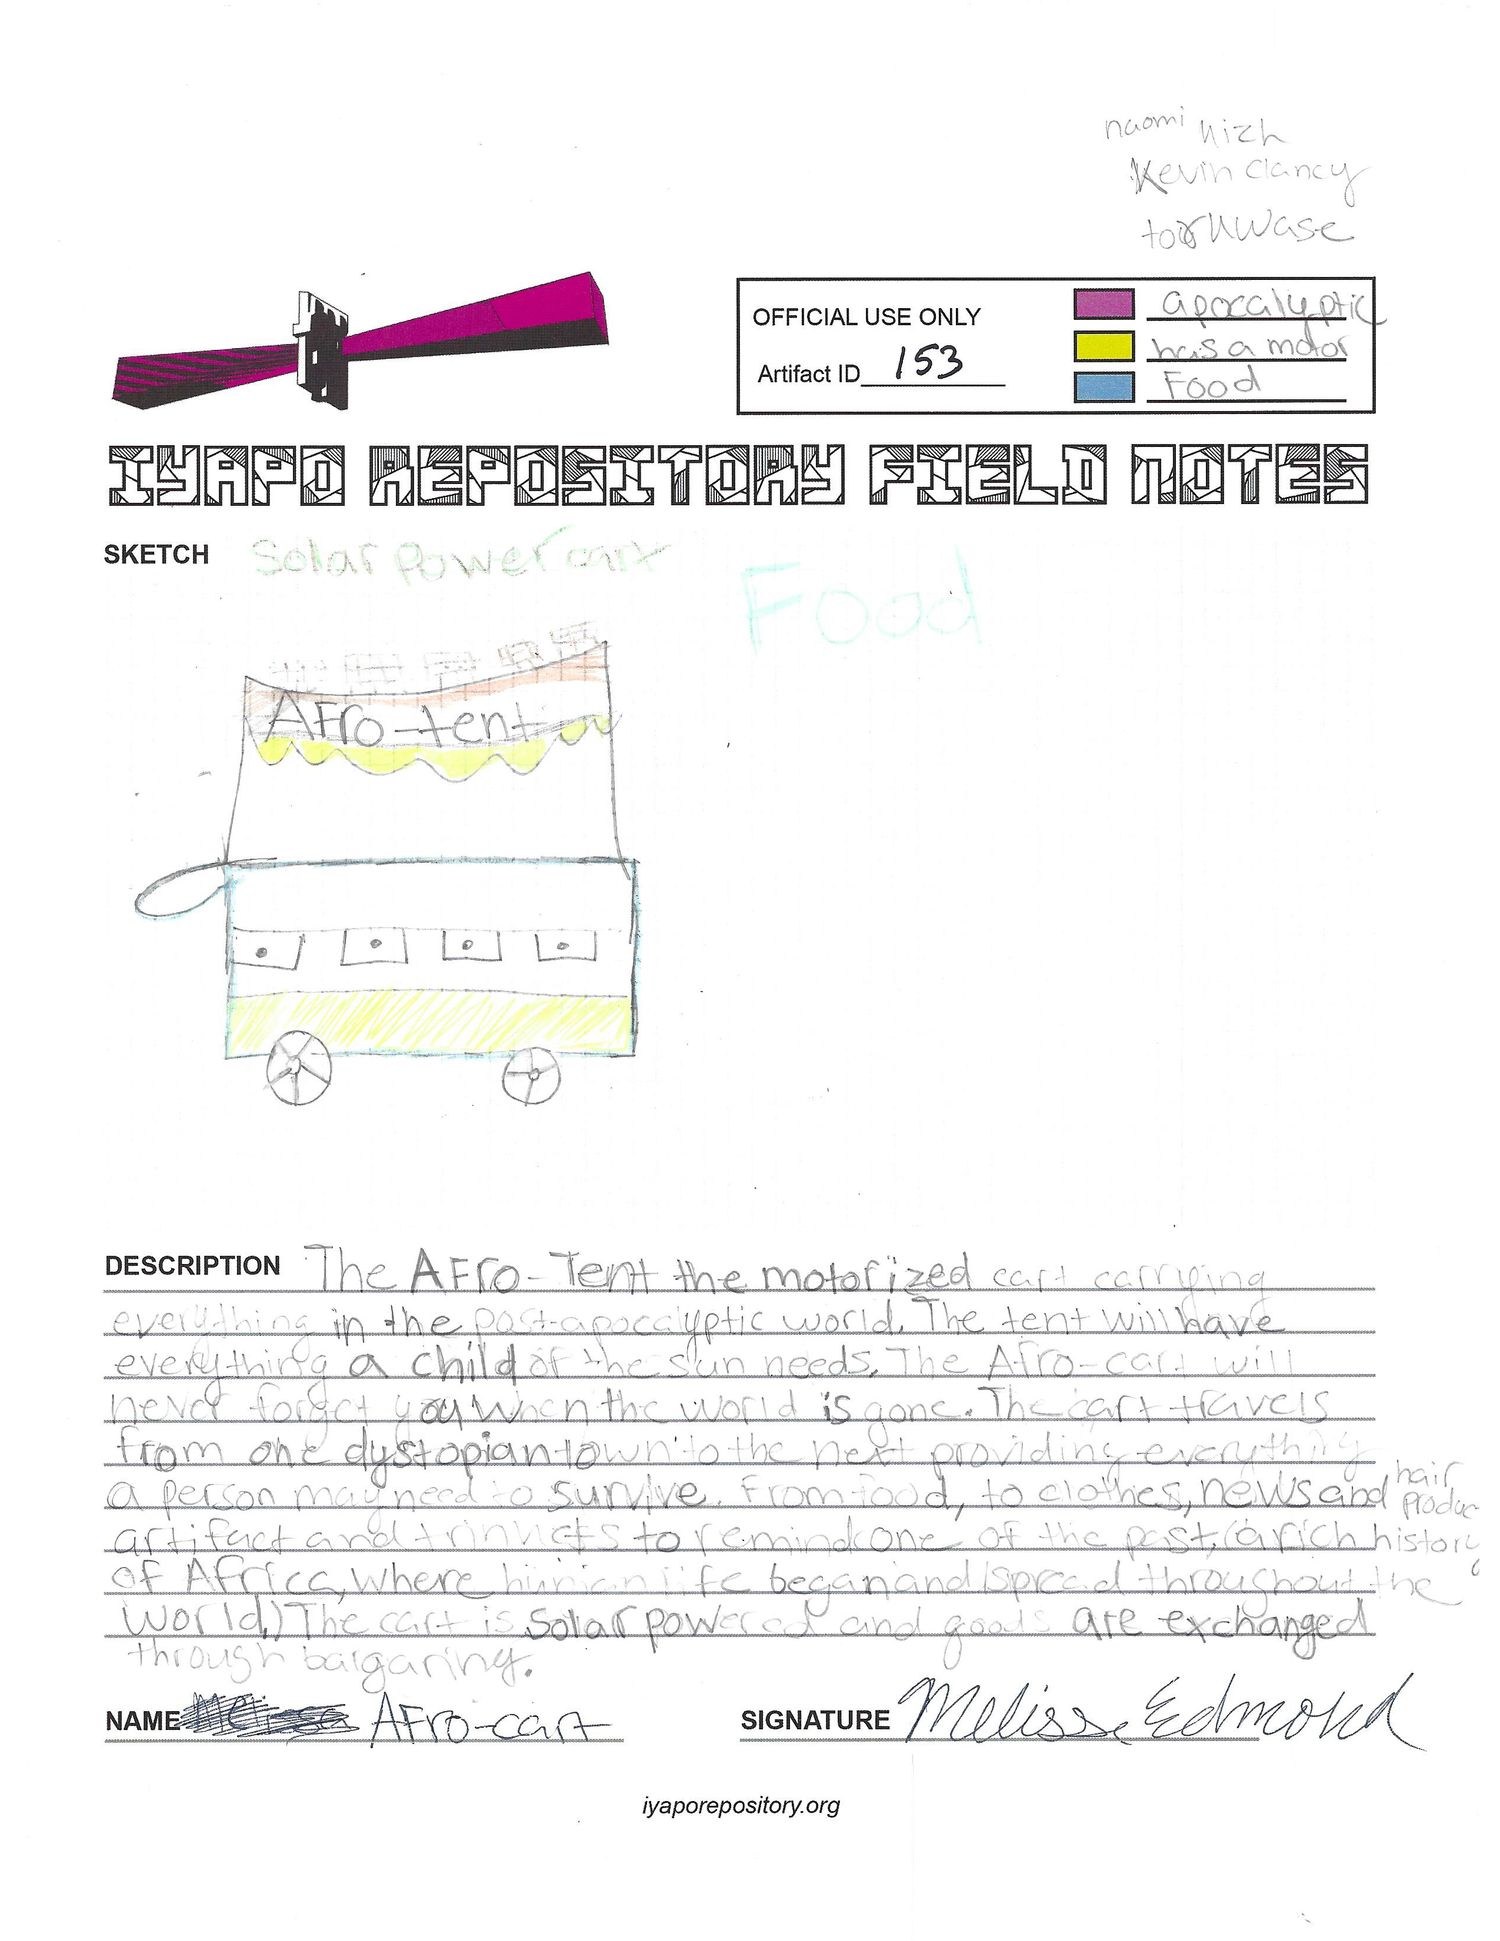 naomi
Kevin Clancy
OFFICIAL USE ONLY
Artifact ID 153
apocalyptic
has a motor
Food
IYAPO REPOSITORY FIELD NOTES
SKETCH Solar Power cart
Food
Afro-tent
DESCRIPTION The AFro-Tent the motorized cart carrying
everything in the post-apocalyptic world. The tent will have
everything a child of the sun needs. The Afro-cart will
never forget you when the world is gone. The cart travels
from one dystopian town to the next providing everything
a person may need to survive. From food, to clothes, news and hair produc
artifact and trinkets to remind one of the past, (a rich history
of Africa, where human life began and spread throughout the
world.) The cart is solar powered and goods are exchanged
through bargaring.
NAME AFro-cart
SIGNATURE Melissa Edmond
iyaporepository.org